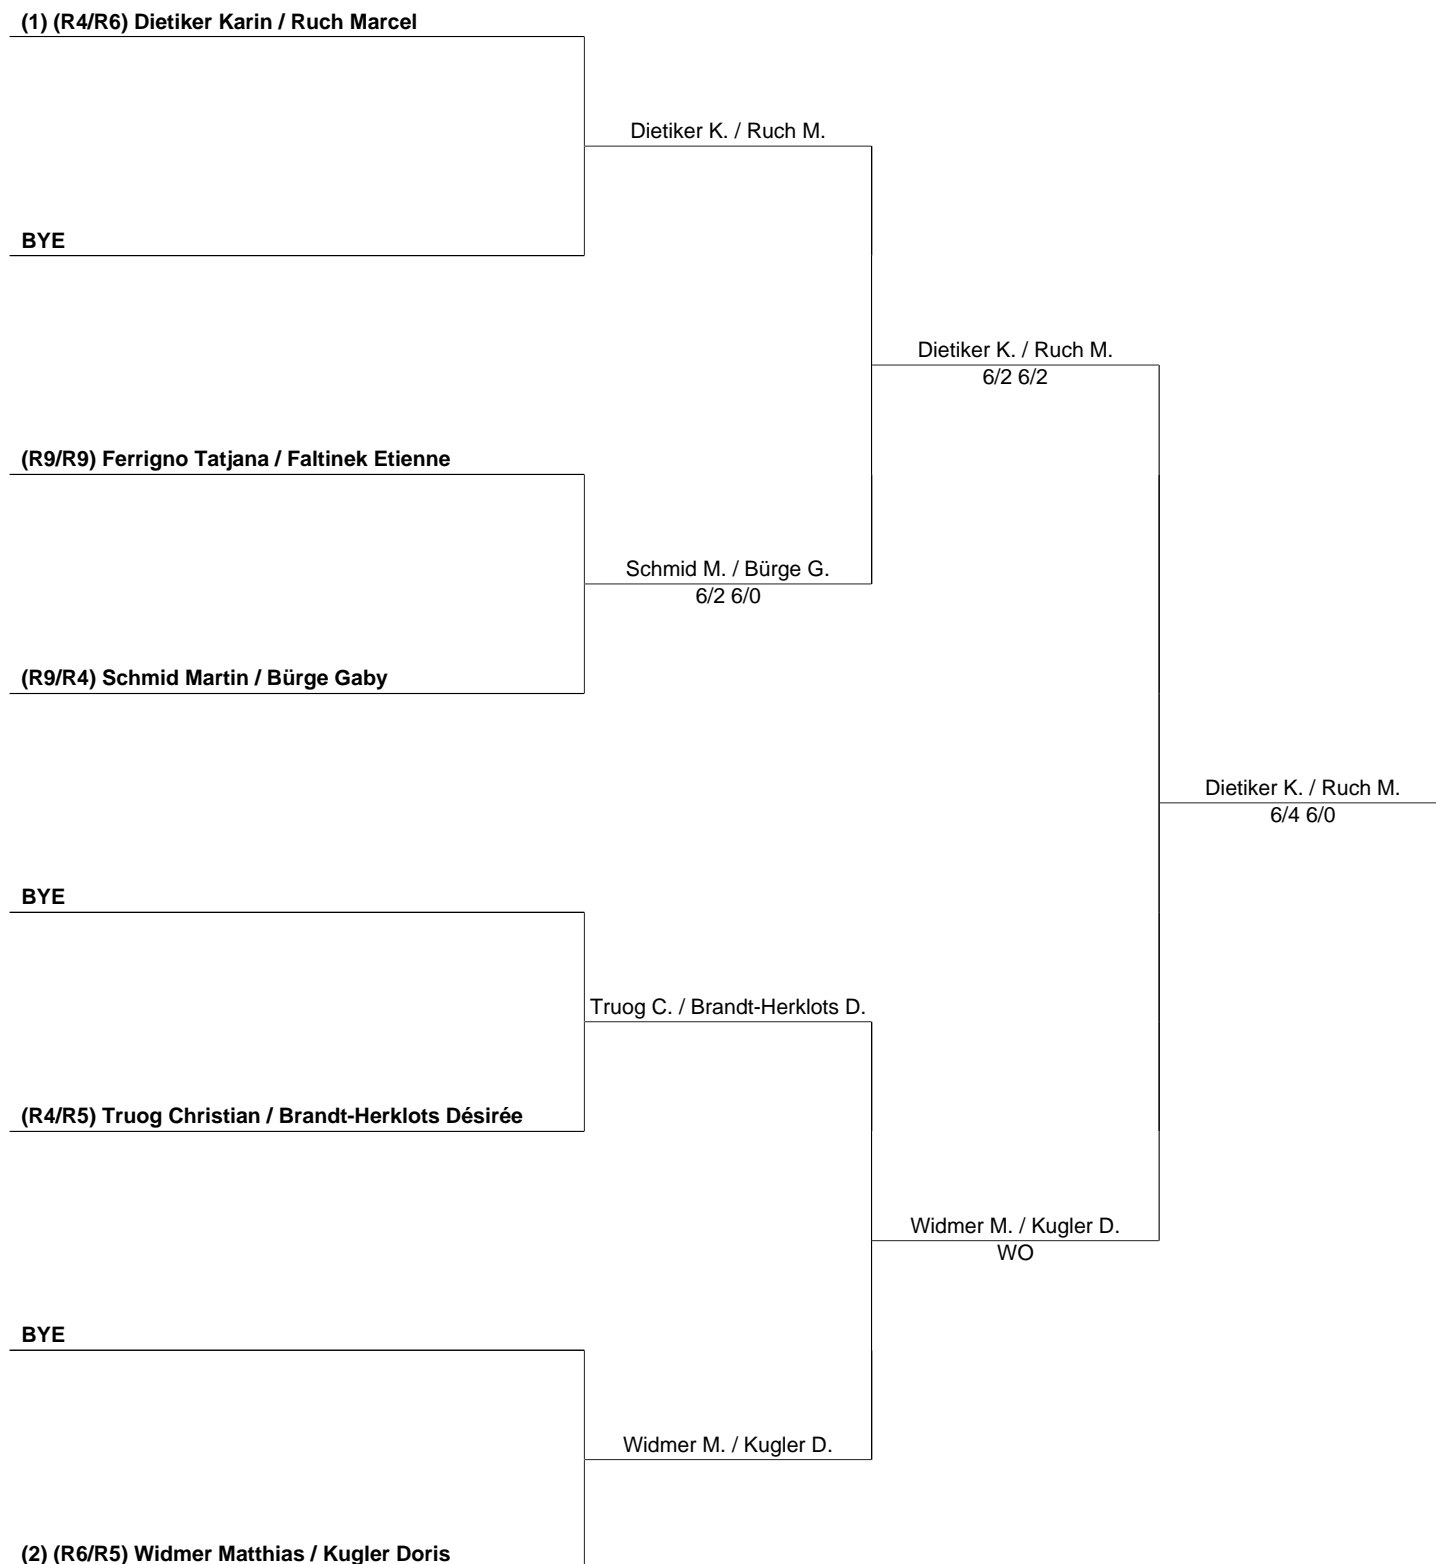 (1) (R4/R6) Dietiker Karin / Ruch Marcel
Dietiker K. / Ruch M.
BYE
Dietiker K. / Ruch M.
6/2 6/2
(R9/R9) Ferrigno Tatjana / Faltinek Etienne
Schmid M. / Bürge G.
6/2 6/0
(R9/R4) Schmid Martin / Bürge Gaby
Dietiker K. / Ruch M.
6/4 6/0
BYE
Truog C. / Brandt-Herklots D.
(R4/R5) Truog Christian / Brandt-Herklots Désirée
Widmer M. / Kugler D.
WO
BYE
Widmer M. / Kugler D.
(2) (R6/R5) Widmer Matthias / Kugler Doris